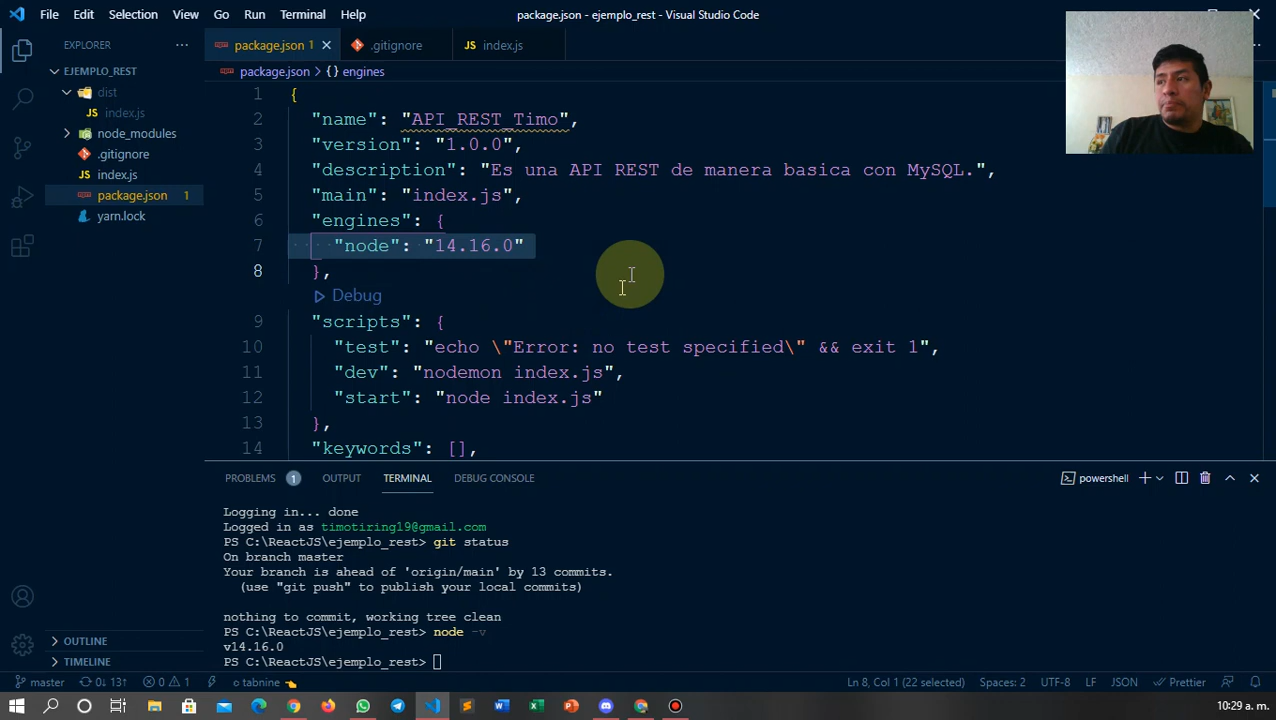 File Edit Selection View Go Run Terminal Help
package.json - ejemplo_rest - Visual Studio Code
EXPLORER
package.json 1
.gitignore
index.js
EJEMPLO_REST
dist
index.js
node_modules
.gitignore
index.js
package.json 1
yarn.lock
OUTLINE
TIMELINE
package.json > {} engines
1 {
2 "name": "API_REST_Timo",
3 "version": "1.0.0",
4 "description": "Es una API REST de manera basica con MySQL.",
5 "main": "index.js",
6 "engines": {
7 "node": "14.16.0"
8 },
Debug
9 "scripts": {
10 "test": "echo \"Error: no test specified\" && exit 1",
11 "dev": "nodemon index.js",
12 "start": "node index.js"
13 },
14 "keywords": [],
PROBLEMS 1 OUTPUT TERMINAL DEBUG CONSOLE
powershell
Logging in... done
Logged in as timotiring19@gmail.com
PS C:\ReactJS\ejemplo_rest> git status
On branch master
Your branch is ahead of 'origin/main' by 13 commits.
(use "git push" to publish your local commits)
nothing to commit, working tree clean
PS C:\ReactJS\ejemplo_rest> node -v
v14.16.0
PS C:\ReactJS\ejemplo_rest>
master 0↓ 13↑ 0 1 tabnine
Ln 8, Col 1 (22 selected) Spaces: 2 UTF-8 LF JSON Prettier
10:29 a. m.